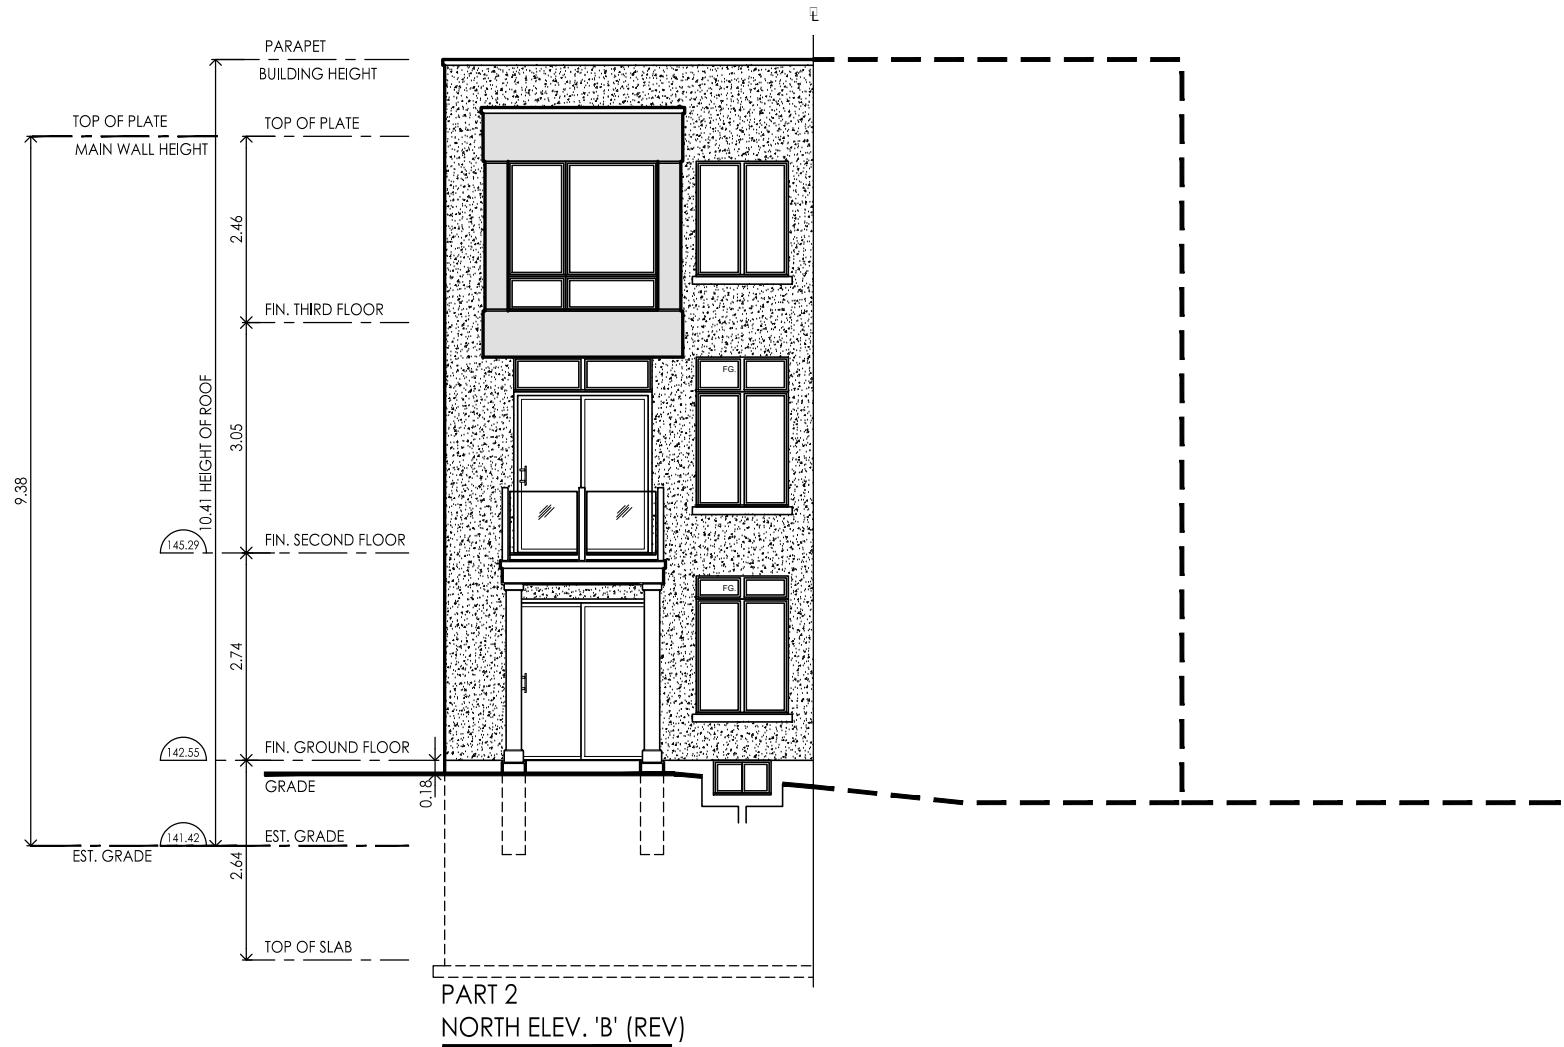 L
PARAPET
BUILDING HEIGHT
TOP OF PLATE
MAIN WALL HEIGHT
TOP OF PLATE
2.46
FIN. THIRD FLOOR
FG.
10.41 HEIGHT OF ROOF
3.05
9.38
145.29
FIN. SECOND FLOOR
FG.
2.74
142.55
FIN. GROUND FLOOR
GRADE
0.18
141.42
EST. GRADE
EST. GRADE
2.64
TOP OF SLAB
PART 2
NORTH ELEV. 'B' (REV)